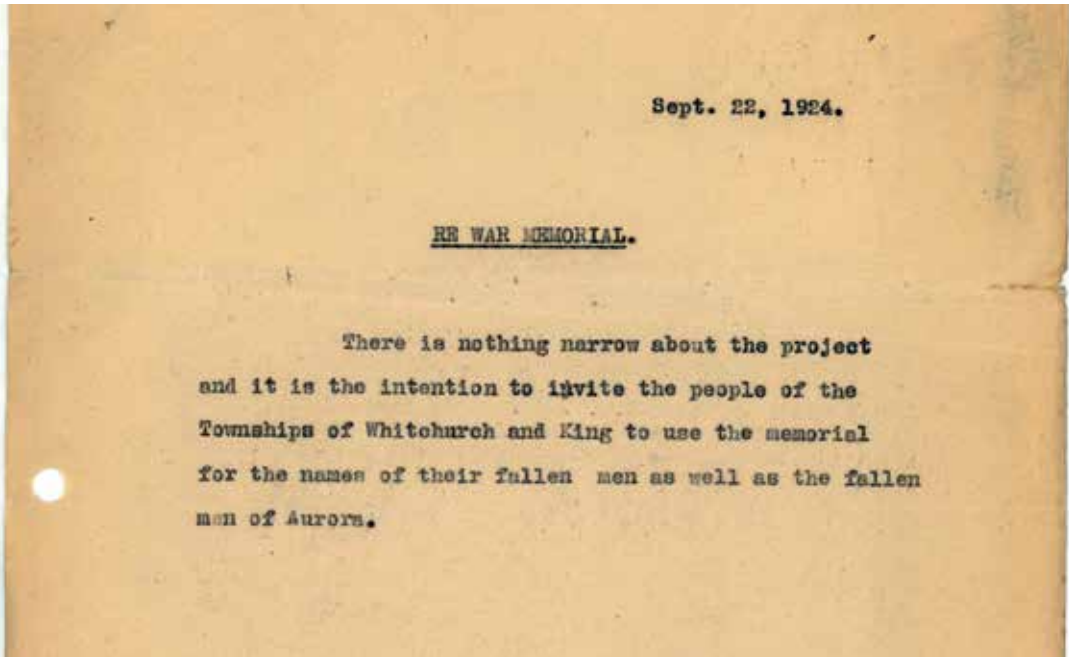 Sept. 22, 1924.
RE WAR MEMORIAL.
There is nothing narrow about the project
and it is the intention to invite the people of the
Townships of Whitchurch and King to use the memorial
for the names of their fallen men as well as the fallen
men of Aurora.